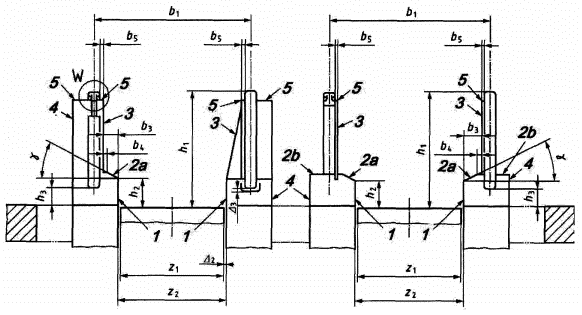 b₁ b₁
b₅ b₅ b₅ b₅
W
5 5 5 5 5 5
4 3 b₃ 3 h₁ 3 h₁ 3 b₃ 2b
γ b₄ 2a 2b 2a b₄ 2a 4
h₃ h₂ Δ₃ 4 h₂ h₃
1 1 1 1
z₁ Δ₂ z₁
z₂ z₂